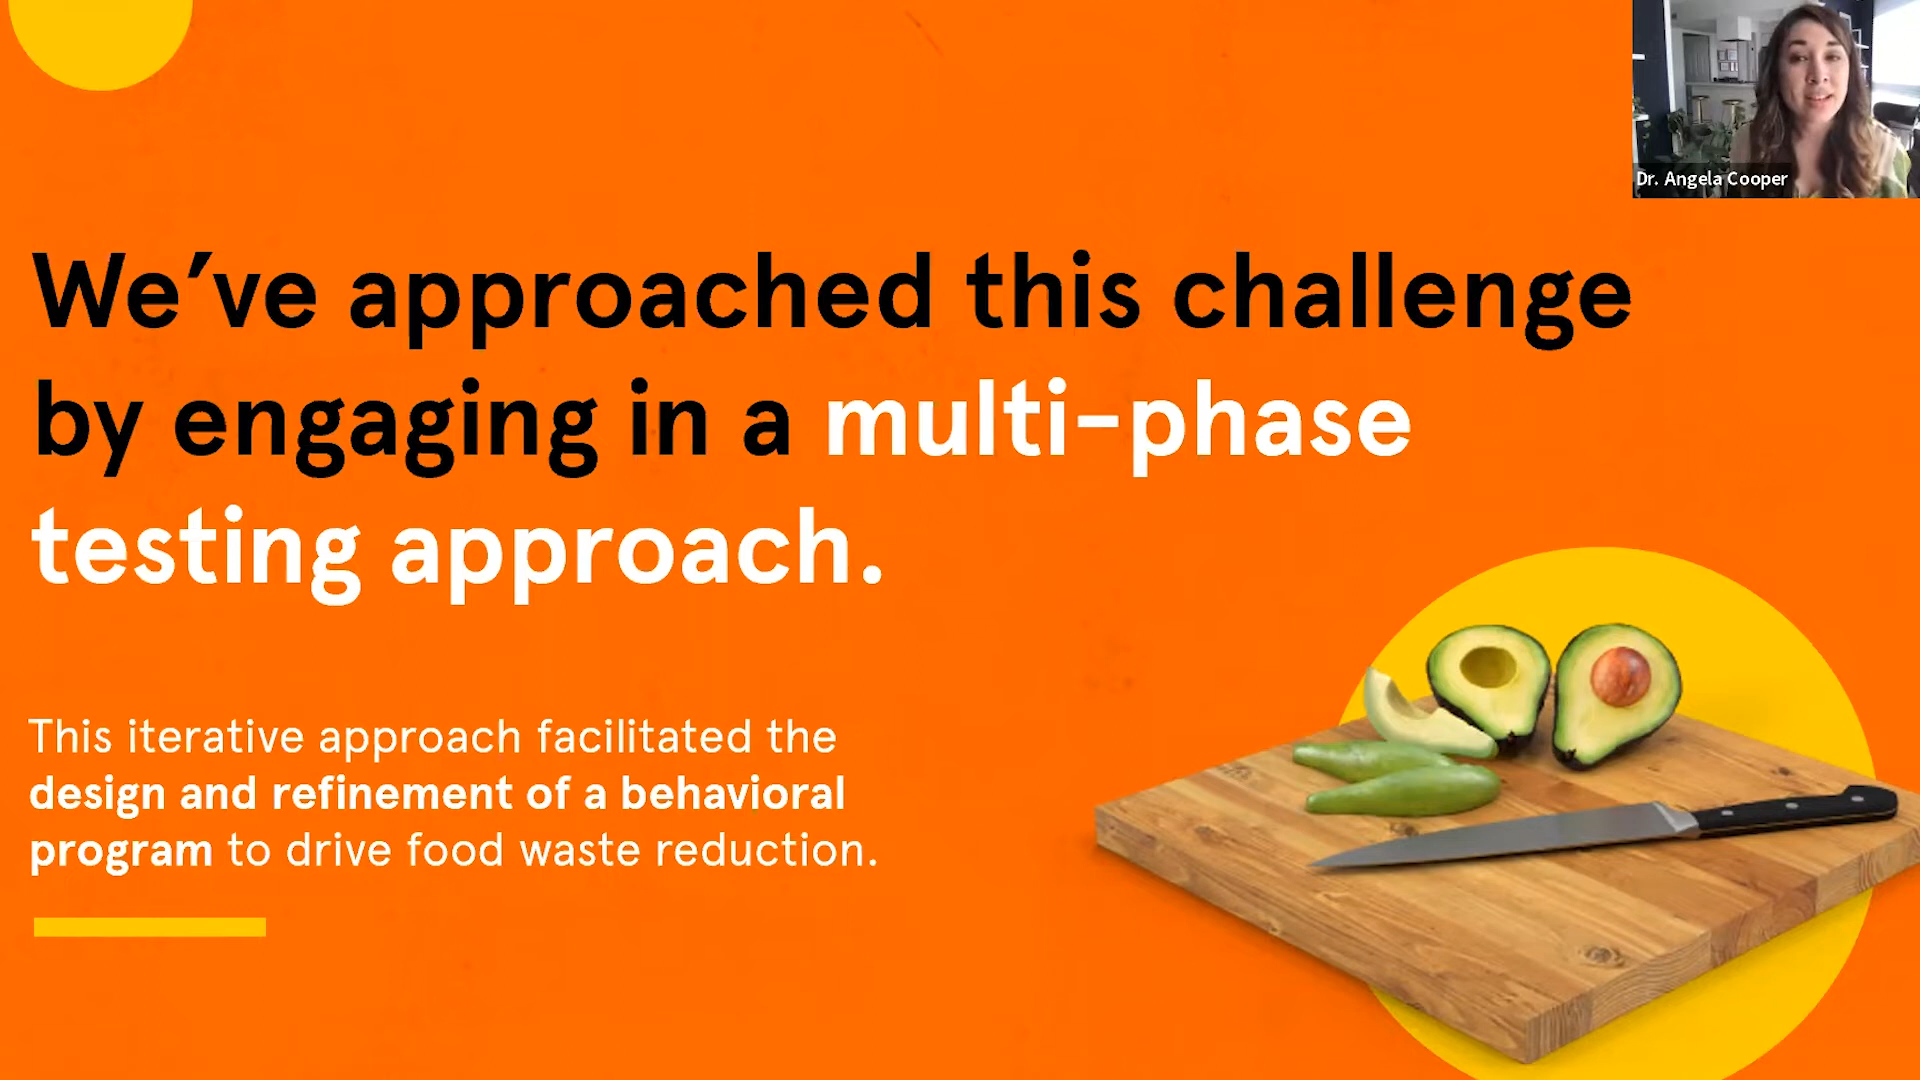 Dr. Angela Cooper
We’ve approached this challenge
by engaging in a multi-phase
testing approach.
This iterative approach facilitated the
design and refinement of a behavioral
program to drive food waste reduction.